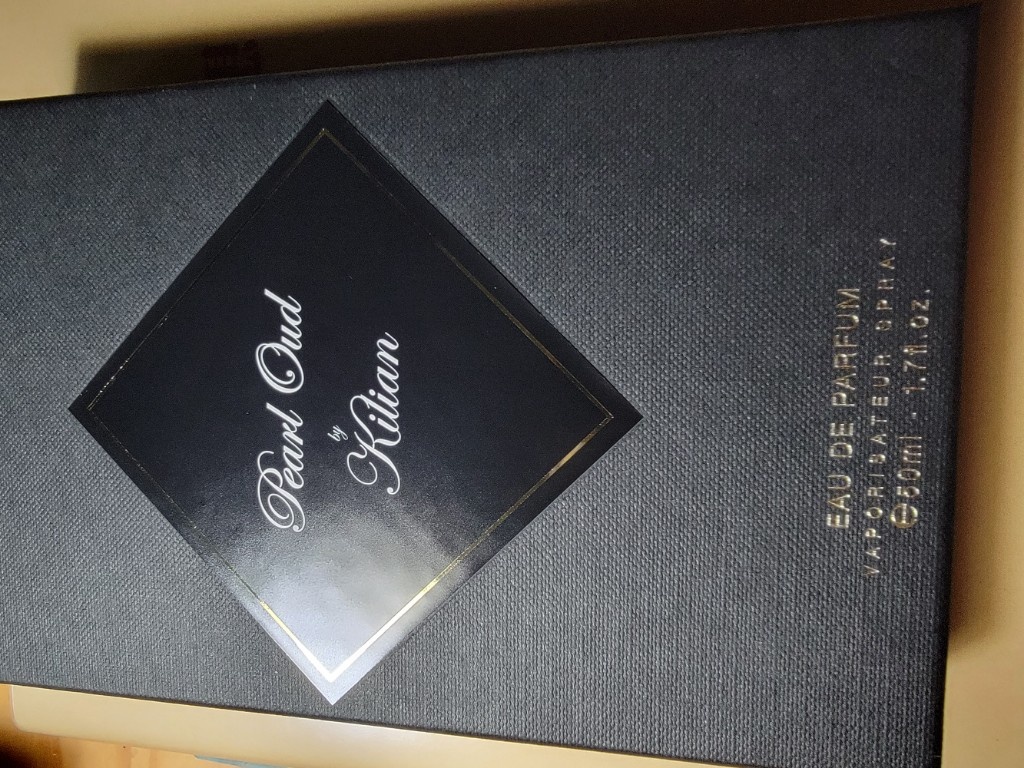 Pearl Oud
by
Kilian
EAU DE PARFUM
VAPORISATEUR SPRAY
℮50ml · 1.7fl.oz.